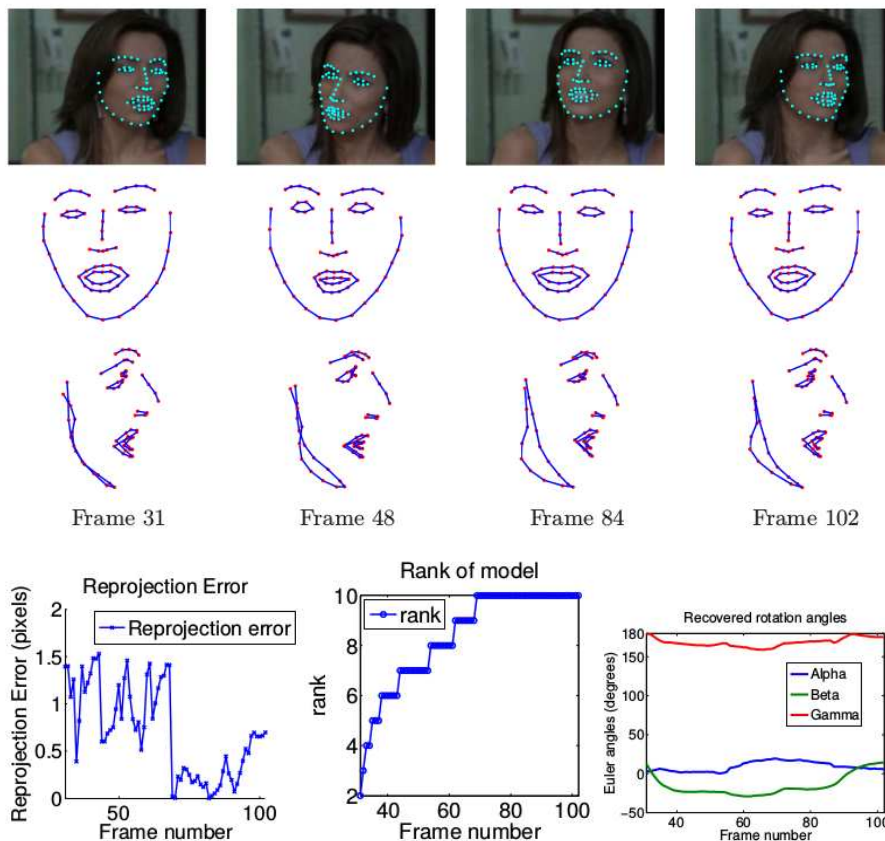 Frame 31
Frame 48
Frame 84
Frame 102
Reprojection Error
Reprojection error
Reprojection Error (pixels)
2
1.5
1
0.5
0
50
100
Frame number
Rank of model
rank
rank
10
8
6
4
2
40
60
80
100
Frame number
Recovered rotation angles
Alpha
Beta
Gamma
Euler angles (degrees)
180
150
100
50
0
−50
40
60
80
100
Frame number